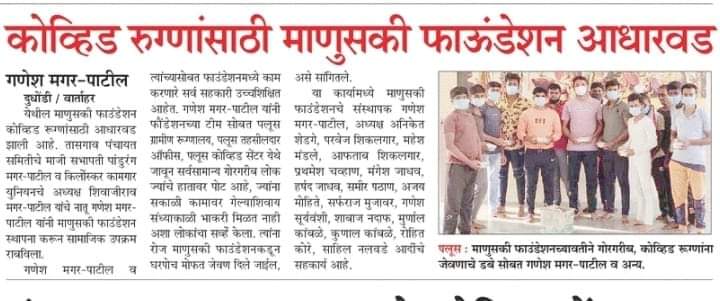 कोव्हिड रुग्णांसाठी माणुसकी फाऊंडेशन आधारवड
गणेश मगर-पाटील
दुधोंडी / वार्ताहर
येथील माणुसकी फाउंडेशन
कोव्हिड रूग्णांसाठी आधारवड
झाली आहे. तासगाव पंचायत
समितीचे माजी सभापती पांडुरंग
मगर-पाटील व किर्लोस्कर कामगार
युनियनचे अध्यक्ष शिवाजीराव
मगर-पाटील यांचे नातू गणेश मगर-
पाटील यांनी माणुसकी फाउंडेशन
स्थापना करून सामाजिक उपक्रम
राबविला.
गणेश मगर-पाटील व
त्यांच्यासोबत फाउंडेशनमध्ये काम
करणारे सर्व सहकारी उच्चशिक्षित
आहेत. गणेश मगर-पाटील यांनी
फौंडेशनच्या टीम सोबत पलूस
ग्रामीण रूग्णालय, पलूस तहसीलदार
ऑफीस, पलूस कोव्हिड सेंटर येथे
जावून सर्वसामान्य गोरगरीब लोक
ज्यांचे हातावर पोट आहे, ज्यांना
सकाळी कामावर गेल्याशिवाय
संध्याकाळी भाकरी मिळत नाही
अशा लोकांचा सर्व्हे केला. त्यांना
रोज माणुसकी फाउंडेशनकडून
घरपोच मोफत जेवण दिले जाईल,
असे सांगितले.
या कार्यामध्ये माणुसकी
फाउंडेशनचे संस्थापक गणेश
मगर-पाटील, अध्यक्ष अनिकेत
शेडगे, परवेज शिकलगार, महेश
मंडले, आफताब शिकलगार,
प्रथमेश चव्हाण, मंगेश जाधव,
हर्षद जाधव, समीर पठाण, अजय
मोहिते, सर्फराज मुजावर, गणेश
सूर्यवंशी, शाबाज नदाफ, मुर्णाल
कांबळे, कुणाल कांबळे, रोहित
कोरे, साहिल नलवडे आदींचे
सहकार्य आहे.
पलूस : माणुसकी फाउंडेशनच्यावतीने गोरगरीब, कोव्हिड रूग्णांना
जेवणाचे डबे सोबत गणेश मगर-पाटील व अन्य.